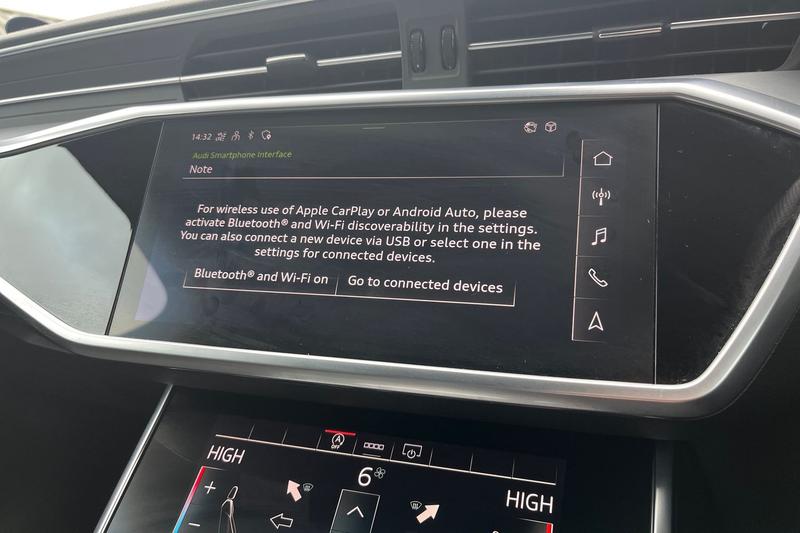 14:32
Audi Smartphone Interface
Note
For wireless use of Apple CarPlay or Android Auto, please
activate Bluetooth® and Wi-Fi discoverability in the settings.
You can also connect a new device via USB or select one in the
settings for connected devices.
Bluetooth® and Wi-Fi on
Go to connected devices
A
OFF
HIGH
6
HIGH
+
−